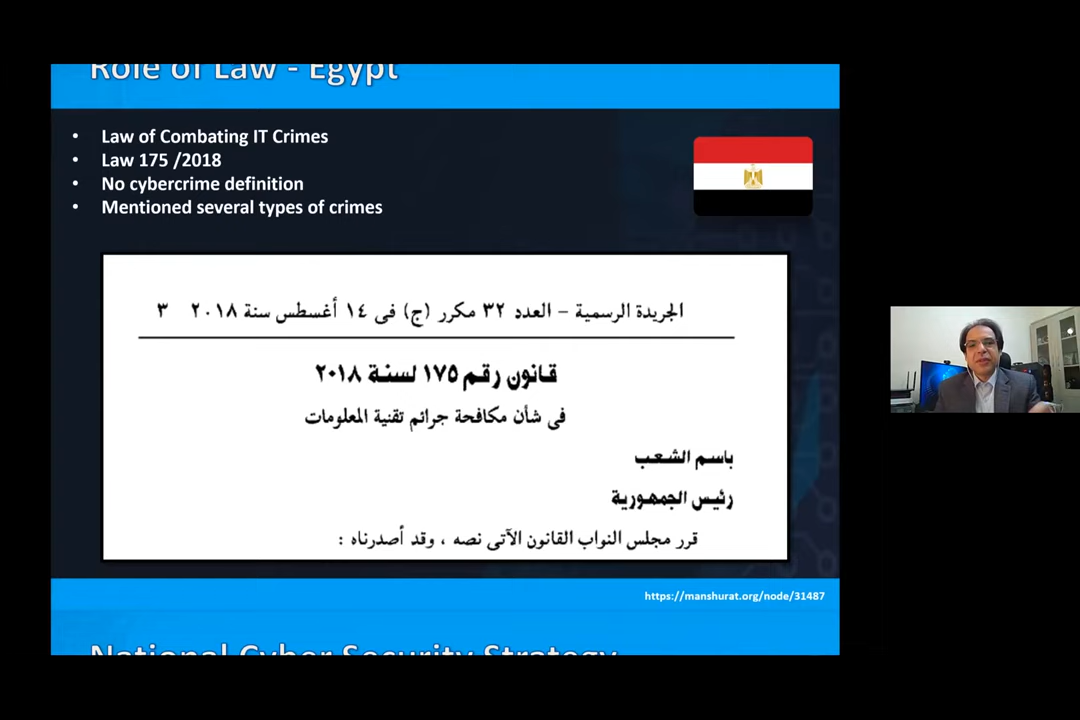 Role of Law - Egypt
• Law of Combating IT Crimes
• Law 175 /2018
• No cybercrime definition
• Mentioned several types of crimes
الجريدة الرسمية – العدد ٣٢ مكرر (ج) فى ١٤ أغسطس سنة ٢٠١٨ ٣
قانون رقم ١٧٥ لسنة ٢٠١٨
فى شأن مكافحة جرائم تقنية المعلومات
باسم الشعب
رئيس الجمهورية
قرر مجلس النواب القانون الآتى نصه ، وقد أصدرناه :
https://manshurat.org/node/31487
National Cyber Security Strategy